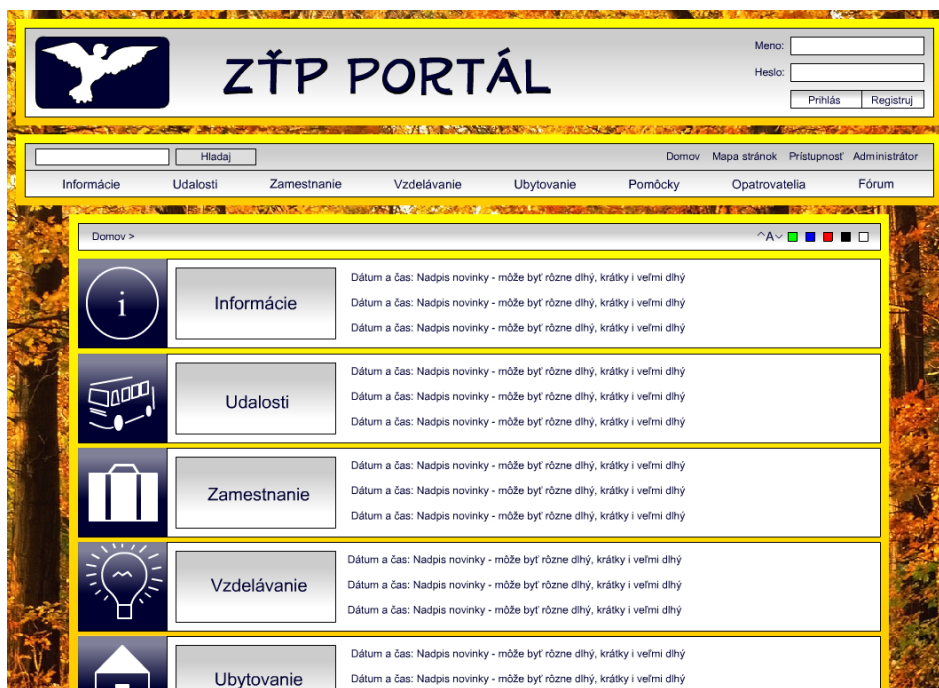 ZŤP PORTÁL
Meno:
Heslo:
Prihlás Registruj
Hladaj Domov Mapa stránok Prístupnosť Administrátor
Informácie Udalosti Zamestnanie Vzdelávanie Ubytovanie Pomôcky Opatrovatelia Fórum
Domov > ^A
i
Informácie
Dátum a čas: Nadpis novinky - môže byť rôzne dlhý, krátky i veľmi dlhý
Dátum a čas: Nadpis novinky - môže byť rôzne dlhý, krátky i veľmi dlhý
Dátum a čas: Nadpis novinky - môže byť rôzne dlhý, krátky i veľmi dlhý
Udalosti
Dátum a čas: Nadpis novinky - môže byť rôzne dlhý, krátky i veľmi dlhý
Dátum a čas: Nadpis novinky - môže byť rôzne dlhý, krátky i veľmi dlhý
Dátum a čas: Nadpis novinky - môže byť rôzne dlhý, krátky i veľmi dlhý
Zamestnanie
Dátum a čas: Nadpis novinky - môže byť rôzne dlhý, krátky i veľmi dlhý
Dátum a čas: Nadpis novinky - môže byť rôzne dlhý, krátky i veľmi dlhý
Dátum a čas: Nadpis novinky - môže byť rôzne dlhý, krátky i veľmi dlhý
Vzdelávanie
Dátum a čas: Nadpis novinky - môže byť rôzne dlhý, krátky i veľmi dlhý
Dátum a čas: Nadpis novinky - môže byť rôzne dlhý, krátky i veľmi dlhý
Dátum a čas: Nadpis novinky - môže byť rôzne dlhý, krátky i veľmi dlhý
Ubytovanie
Dátum a čas: Nadpis novinky - môže byť rôzne dlhý, krátky i veľmi dlhý
Dátum a čas: Nadpis novinky - môže byť rôzne dlhý, krátky i veľmi dlhý